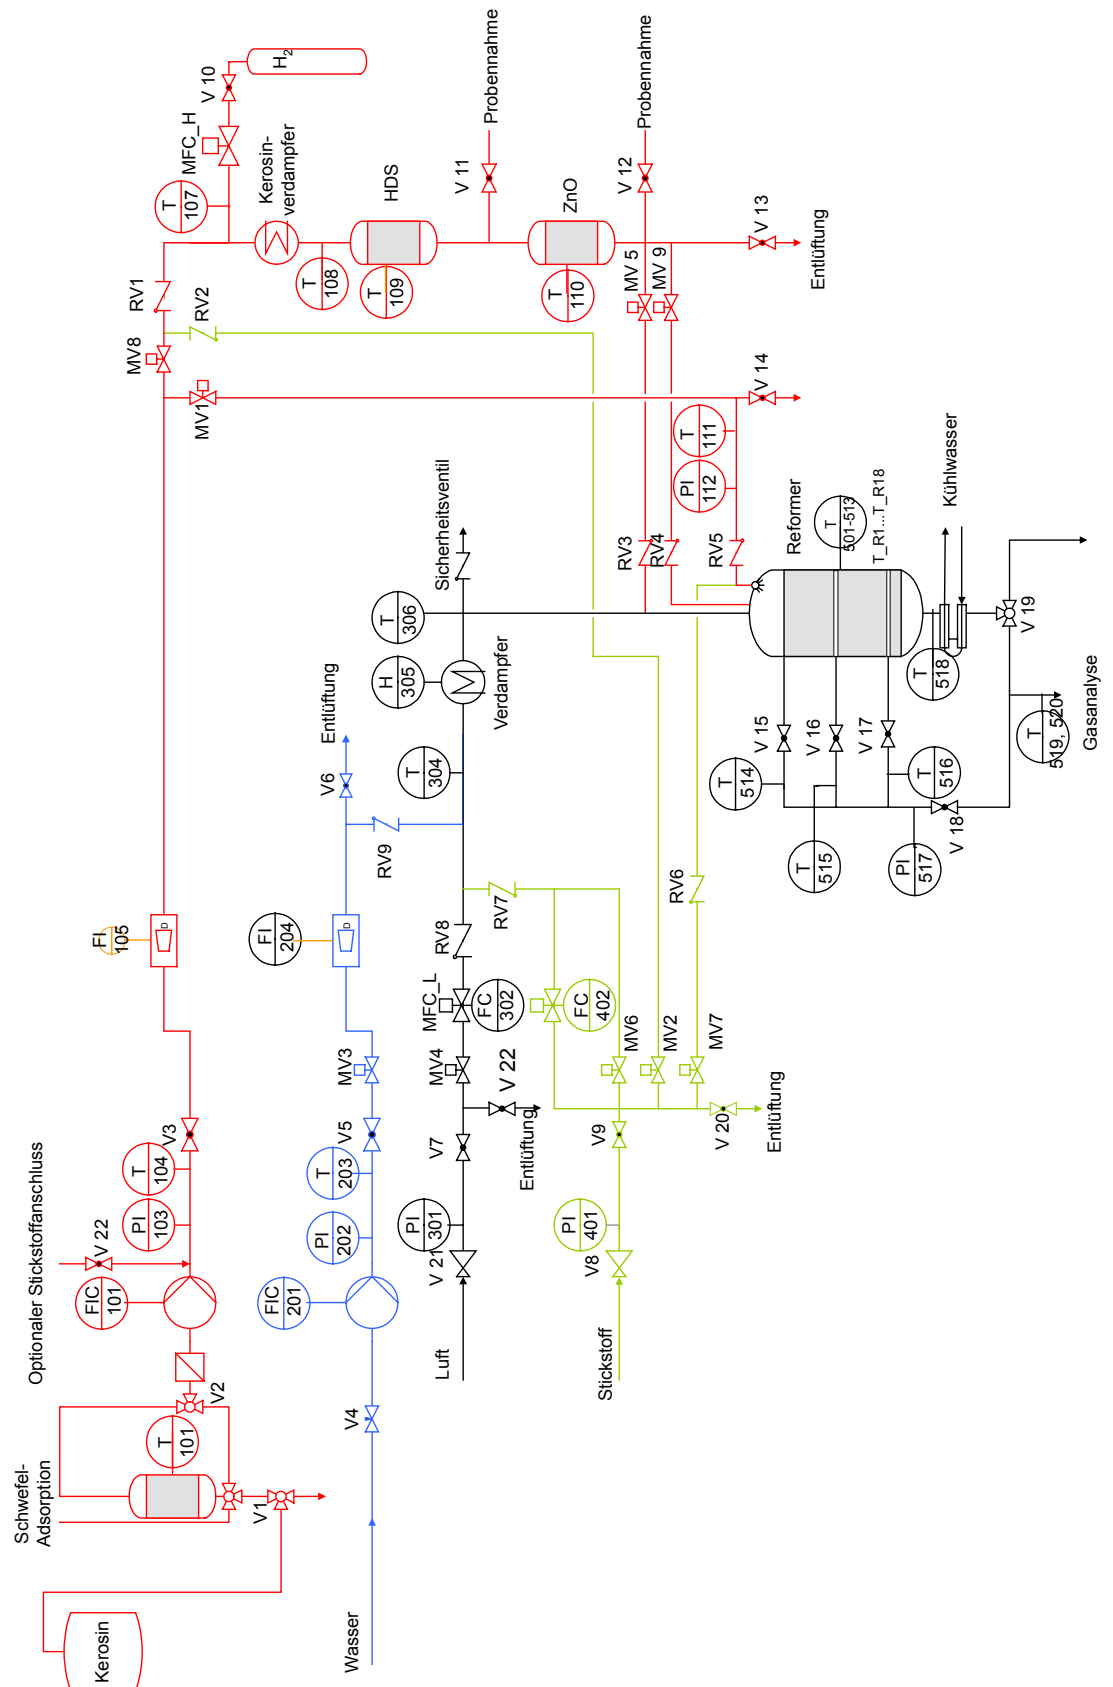 Kerosin
Schwefel-
Adsorption
V1
T
101
V2
Optionaler Stickstoffanschluss
V 22
FIC
101
PI
103
T
104
V3
FI
105
D
MV8
MV1
RV1
RV2
T
107
MFC_H
V 10
H2
Kerosin-
verdampfer
T
108
T
109
HDS
V 11
Probennahme
T
110
ZnO
V 12
Probennahme
MV 5
MV 9
V 13
Entlüftung
V 14
T
111
PI
112
RV3
RV4
RV5
Wasser
V4
FIC
201
PI
202
T
203
V5
MV3
FI
204
D
V6
Entlüftung
RV9
Luft
V 21
PI
301
V7
V 22
Entlüftung
MV4
MFC_L
FC
302
RV8
T
304
H
305
Verdampfer
T
306
Sicherheitsventil
Stickstoff
V8
PI
401
V9
V 20
Entlüftung
MV6
MV2
MV7
FC
402
RV7
RV6
Reformer
T
501-513
T_R1...T_R18
Kühlwasser
V 15
V 16
V 17
T
514
T
515
T
516
PI
517
V 18
T
518
V 19
T
519, 520
Gasanalyse